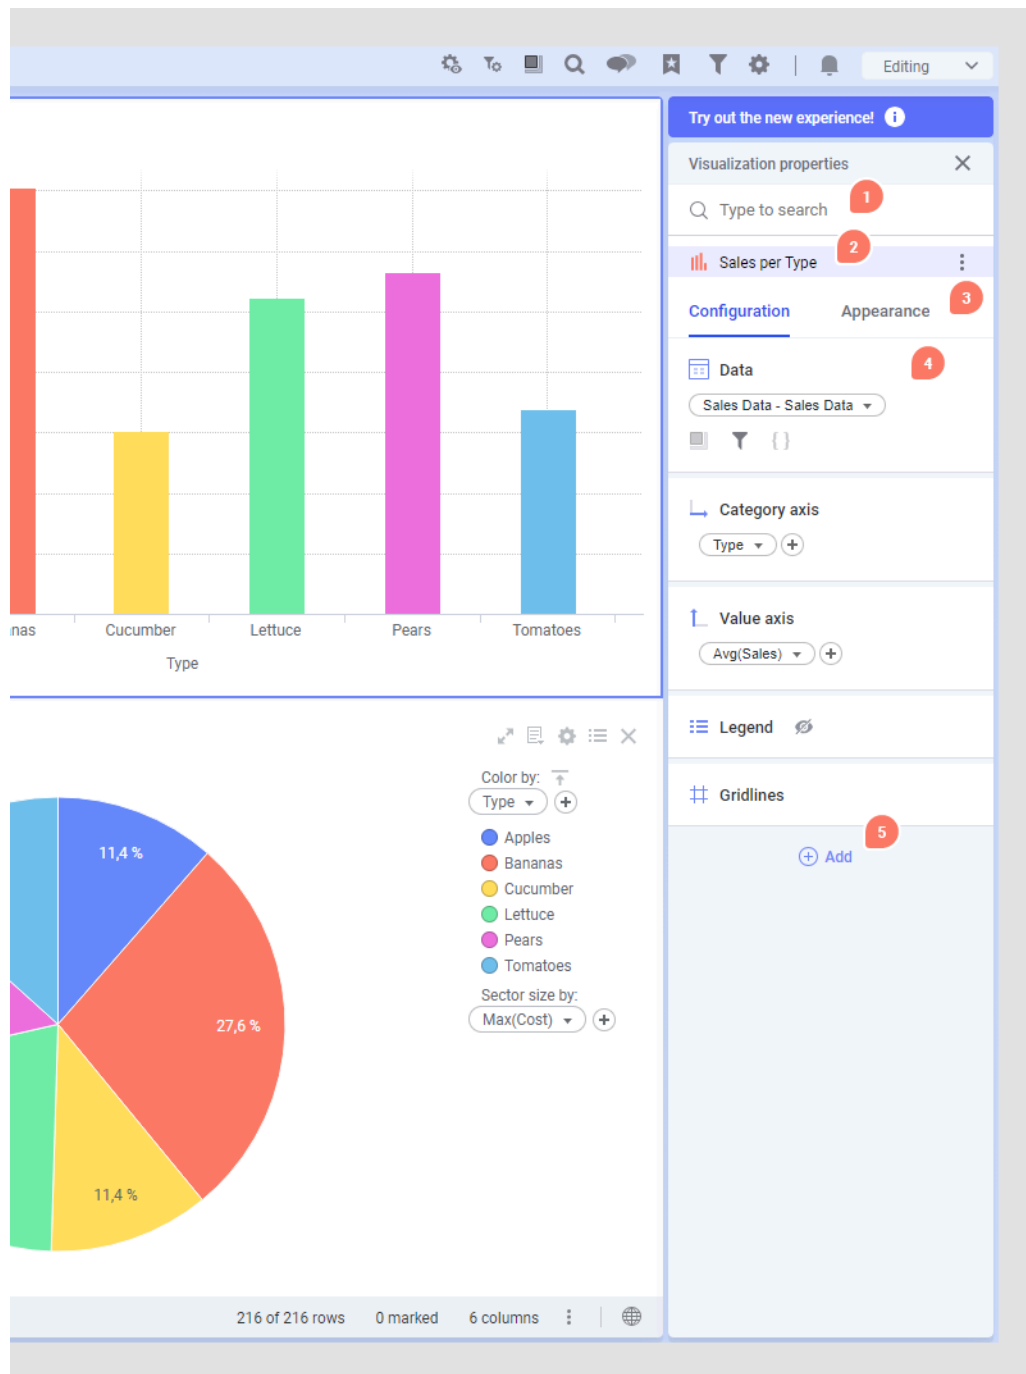 Editing
Try out the new experience! i
Visualization properties
1
Type to search
2
Sales per Type
3
Configuration Appearance
4
Data
Sales Data - Sales Data
{ }
Category axis
Type
Value axis
Avg(Sales)
Legend
Gridlines
5
Add
nas Cucumber Lettuce Pears Tomatoes
Type
Color by:
Type
Apples
Bananas
Cucumber
Lettuce
Pears
Tomatoes
Sector size by:
Max(Cost)
11,4 %
27,6 %
11,4 %
216 of 216 rows 0 marked 6 columns